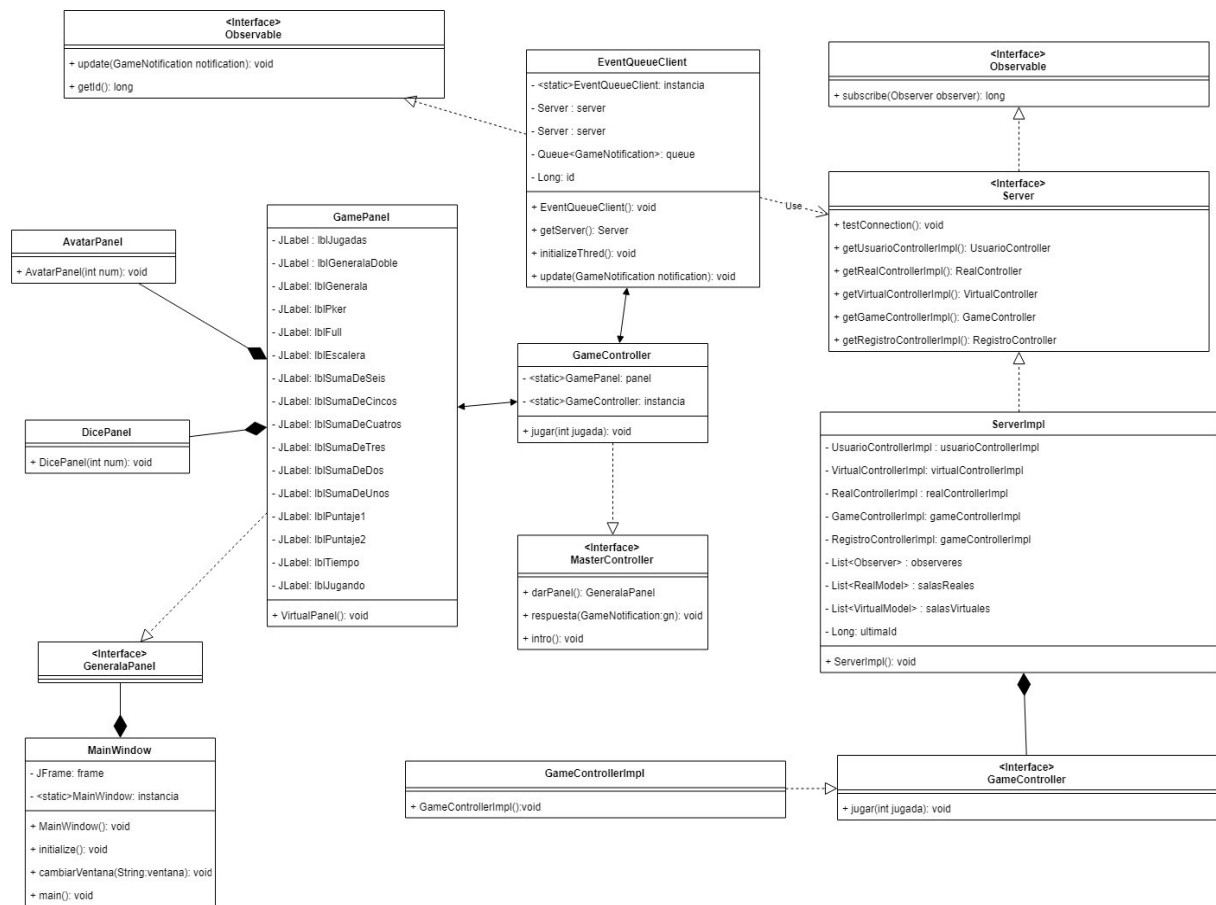 <Interface>
Observable
+ update(GameNotification notification): void
+ getId(): long
EventQueueClient
- <static>EventQueueClient: instancia
- Server : server
- Server : server
- Queue<GameNotification>: queue
- Long: id
+ EventQueueClient(): void
+ getServer(): Server
+ initializeThred(): void
+ update(GameNotification notification): void
<Interface>
Observable
+ subscribe(Observer observer): long
Use
<Interface>
Server
+ testConnection(): void
+ getUsuarioControllerImpl(): UsuarioController
+ getRealControllerImpl(): RealController
+ getVirtualControllerImpl(): VirtualController
+ getGameControllerImpl(): GameController
+ getRegistroControllerImpl(): RegistroController
AvatarPanel
+ AvatarPanel(int num): void
GamePanel
- JLabel : lblJugadas
- JLabel : lblGeneralaDoble
- JLabel: lblGenerala
- JLabel: lblPker
- JLabel: lblFull
- JLabel: lblEscalera
- JLabel: lblSumaDeSeis
- JLabel: lblSumaDeCincos
- JLabel: lblSumaDeCuatros
- JLabel: lblSumaDeTres
- JLabel: lblSumaDeDos
- JLabel: lblSumaDeUnos
- JLabel: lblPuntaje1
- JLabel: lblPuntaje2
- JLabel: lblTiempo
- JLabel: lblJugando
+ VirtualPanel(): void
DicePanel
+ DicePanel(int num): void
GameController
- <static>GamePanel: panel
- <static>GameController: instancia
+ jugar(int jugada): void
<Interface>
MasterController
+ darPanel(): GeneralaPanel
+ respuesta(GameNotification:gn): void
+ intro(): void
ServerImpl
- UsuarioControllerImpl : usuarioControllerImpl
- VirtualControllerImpl: virtualControllerImpl
- RealControllerImpl : realControllerImpl
- GameControllerImpl: gameControllerImpl
- RegistroControllerImpl: gameControllerImpl
- List<Observer> : observeres
- List<RealModel> : salasReales
- List<VirtualModel> : salasVirtuales
- Long: ultimaId
+ ServerImpl(): void
<Interface>
GeneralaPanel
MainWindow
- JFrame: frame
- <static>MainWindow: instancia
+ MainWindow(): void
+ initialize(): void
+ cambiarVentana(String:ventana): void
+ main(): void
GameControllerImpl
+ GameControllerImpl():void
<Interface>
GameController
+ jugar(int jugada): void